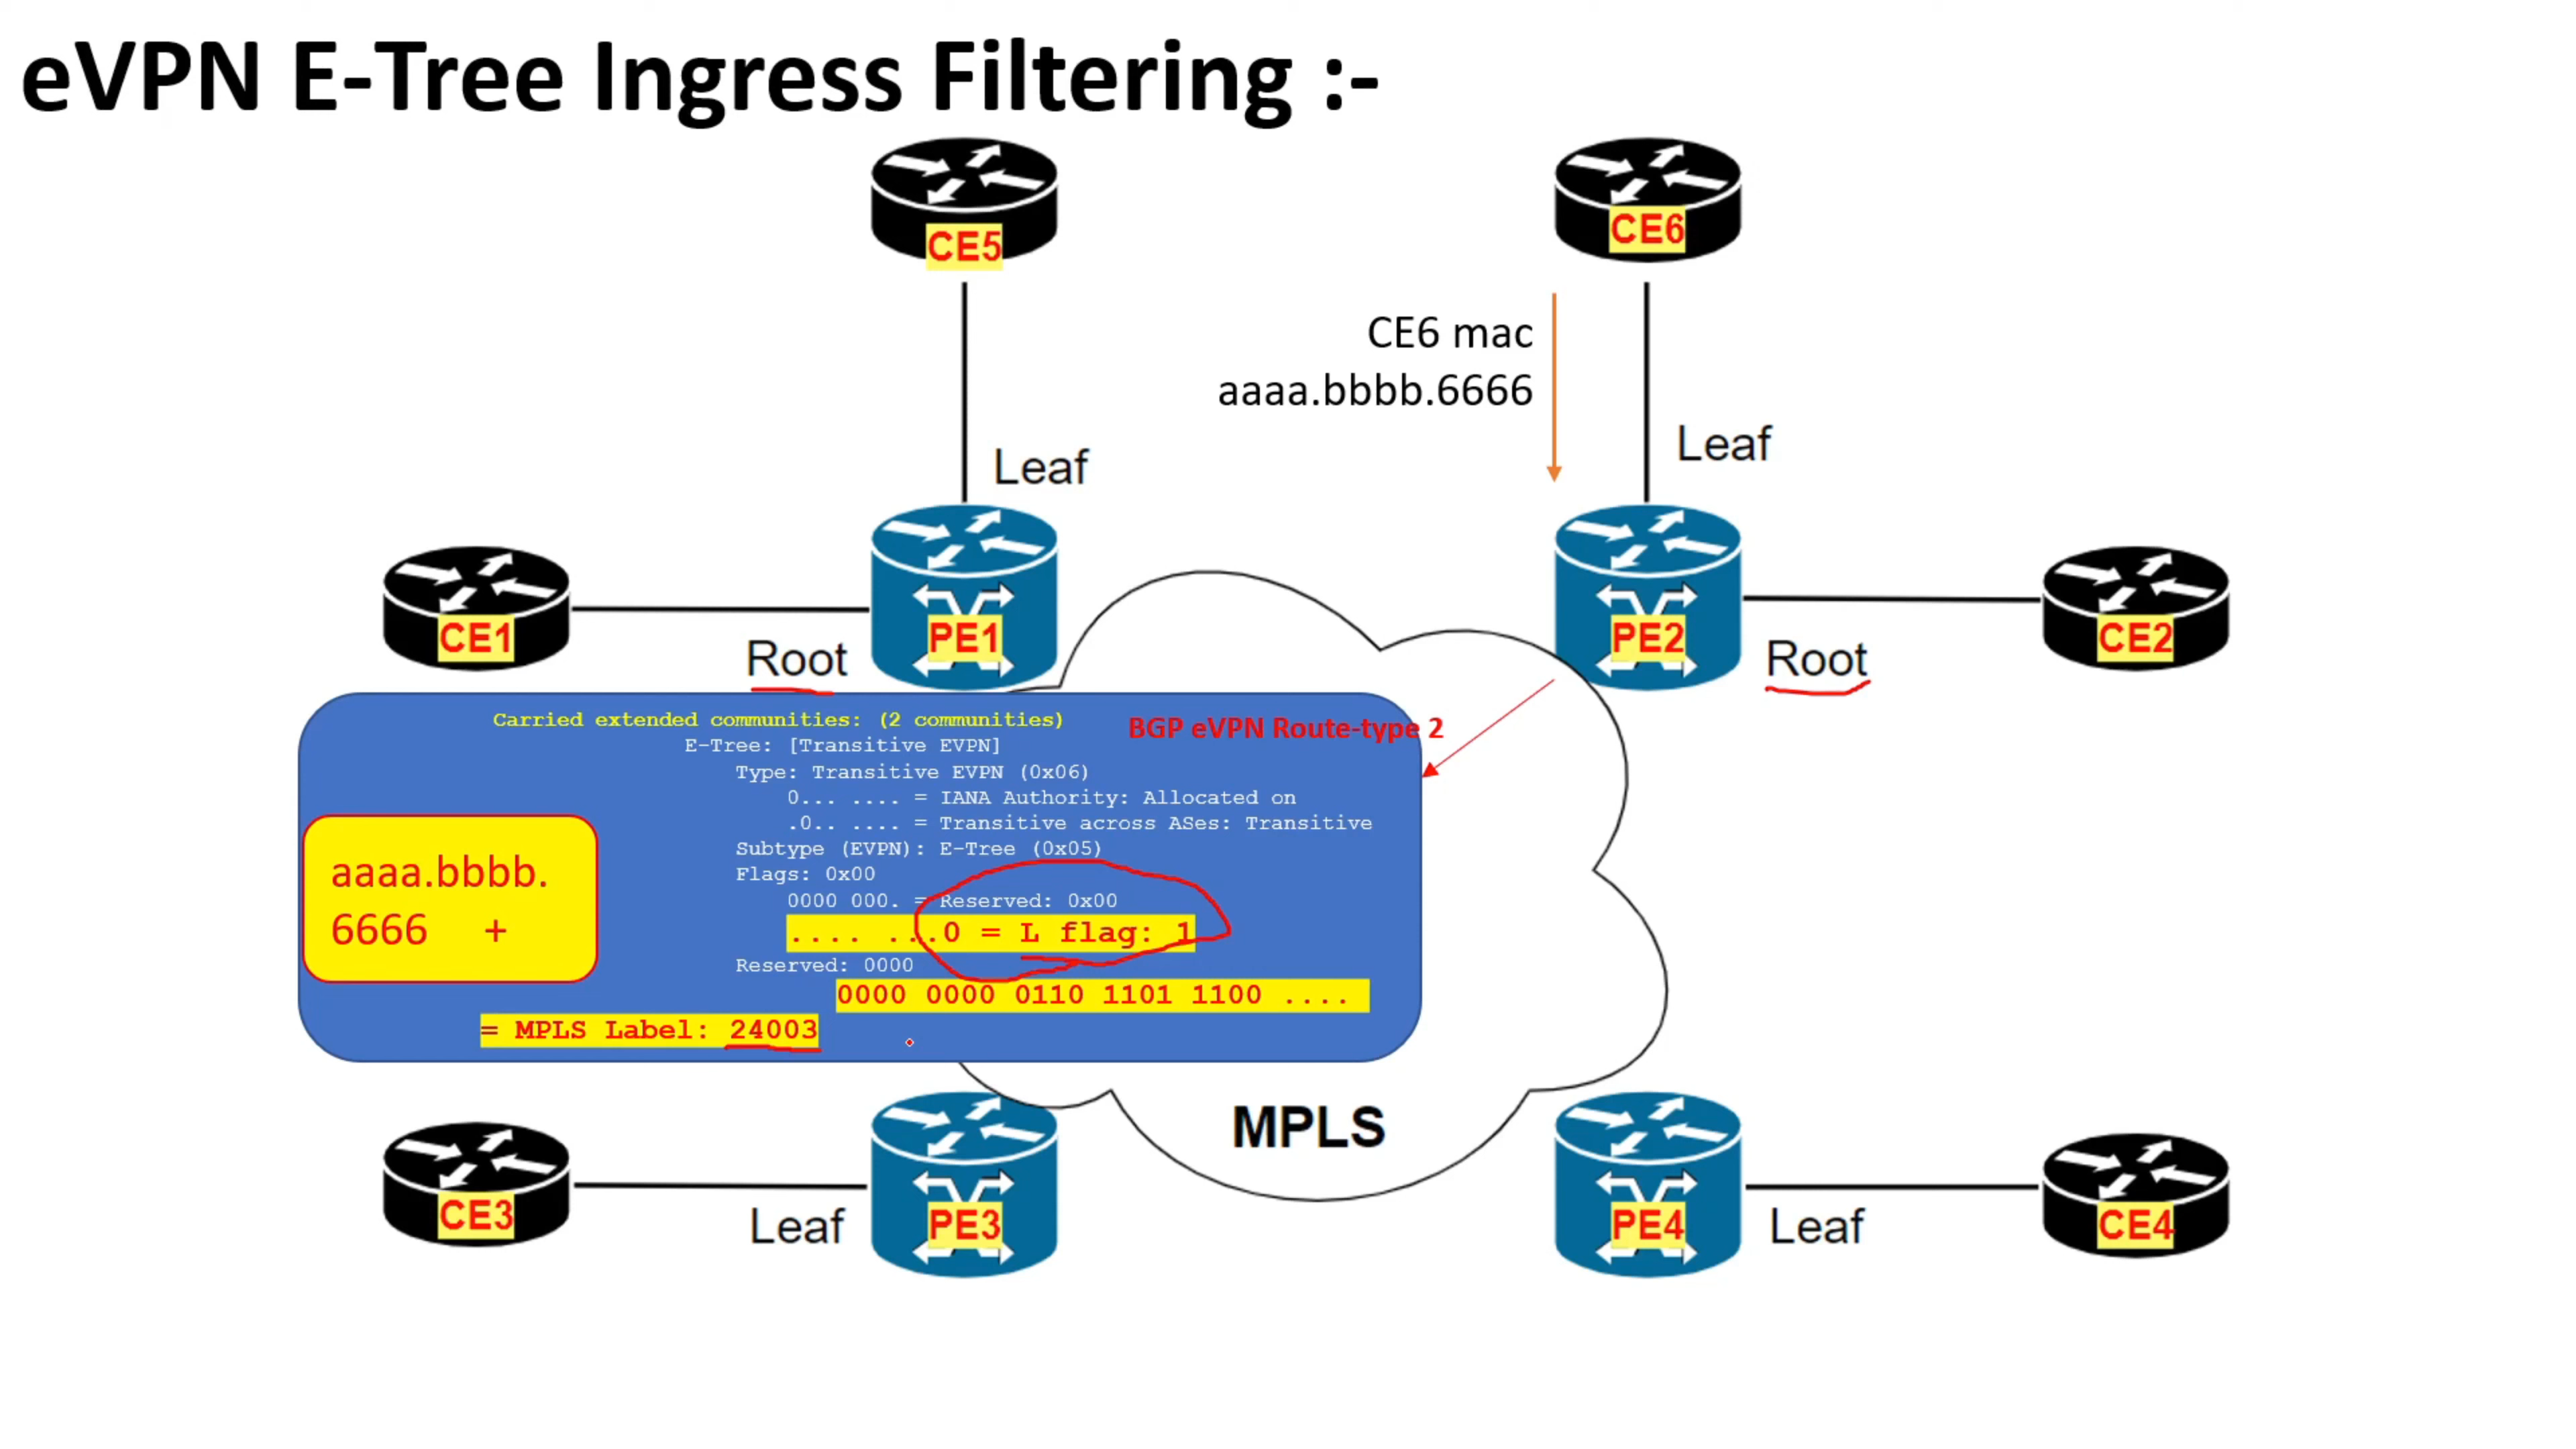 eVPN E-Tree Ingress Filtering :-
CE5
CE6
CE6 mac
aaaa.bbbb.6666
Leaf
Leaf
CE1
PE1
PE2
CE2
Root
Root
Carried extended communities: (2 communities)
BGP eVPN Route-type 2
E-Tree: [Transitive EVPN]
Type: Transitive EVPN (0x06)
0... .... = IANA Authority: Allocated on
.0.. .... = Transitive across ASes: Transitive
Subtype (EVPN): E-Tree (0x05)
Flags: 0x00
0000 000. = Reserved: 0x00
.... ...0 = L flag: 1
Reserved: 0000
0000 0000 0110 1101 1100 ....
= MPLS Label: 24003
aaaa.bbbb.
6666 +
MPLS
CE3
PE3
PE4
CE4
Leaf
Leaf